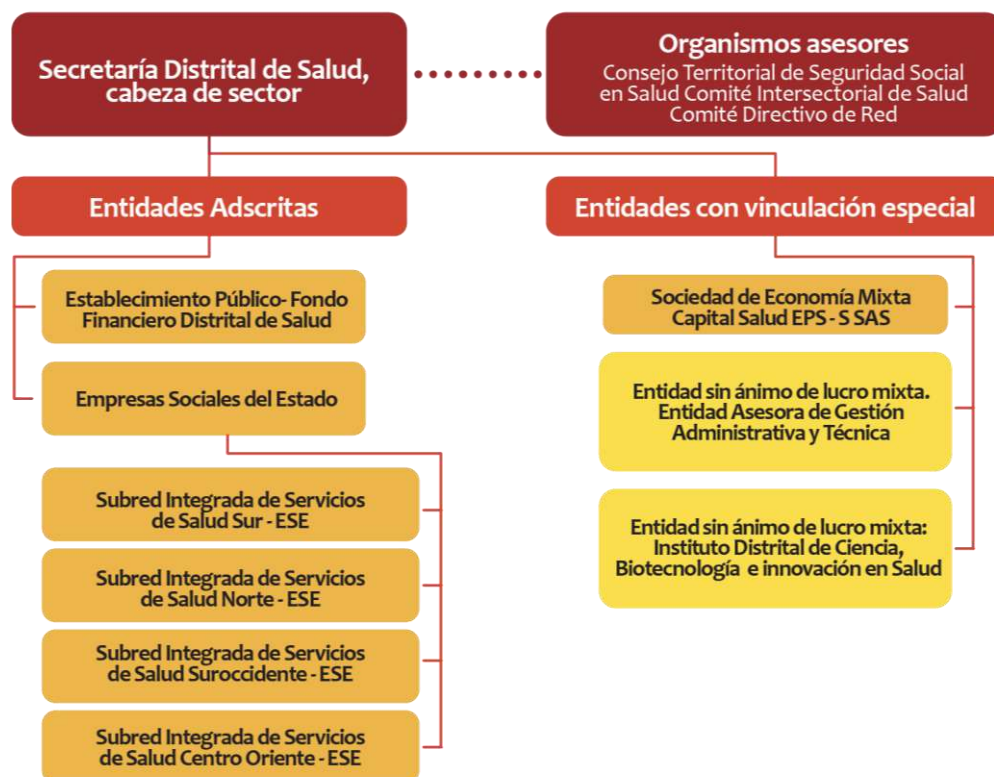 Secretaría Distrital de Salud,
cabeza de sector
Organismos asesores
Consejo Territorial de Seguridad Social
en Salud Comité Intersectorial de Salud
Comité Directivo de Red
Entidades Adscritas
Entidades con vinculación especial
Establecimiento Público- Fondo
Financiero Distrital de Salud
Empresas Sociales del Estado
Subred Integrada de Servicios
de Salud Sur - ESE
Subred Integrada de Servicios
de Salud Norte - ESE
Subred Integrada de Servicios
de Salud Suroccidente - ESE
Subred Integrada de Servicios
de Salud Centro Oriente - ESE
Sociedad de Economía Mixta
Capital Salud EPS - S SAS
Entidad sin ánimo de lucro mixta.
Entidad Asesora de Gestión
Administrativa y Técnica
Entidad sin ánimo de lucro mixta:
Instituto Distrital de Ciencia,
Biotecnología e innovación en Salud